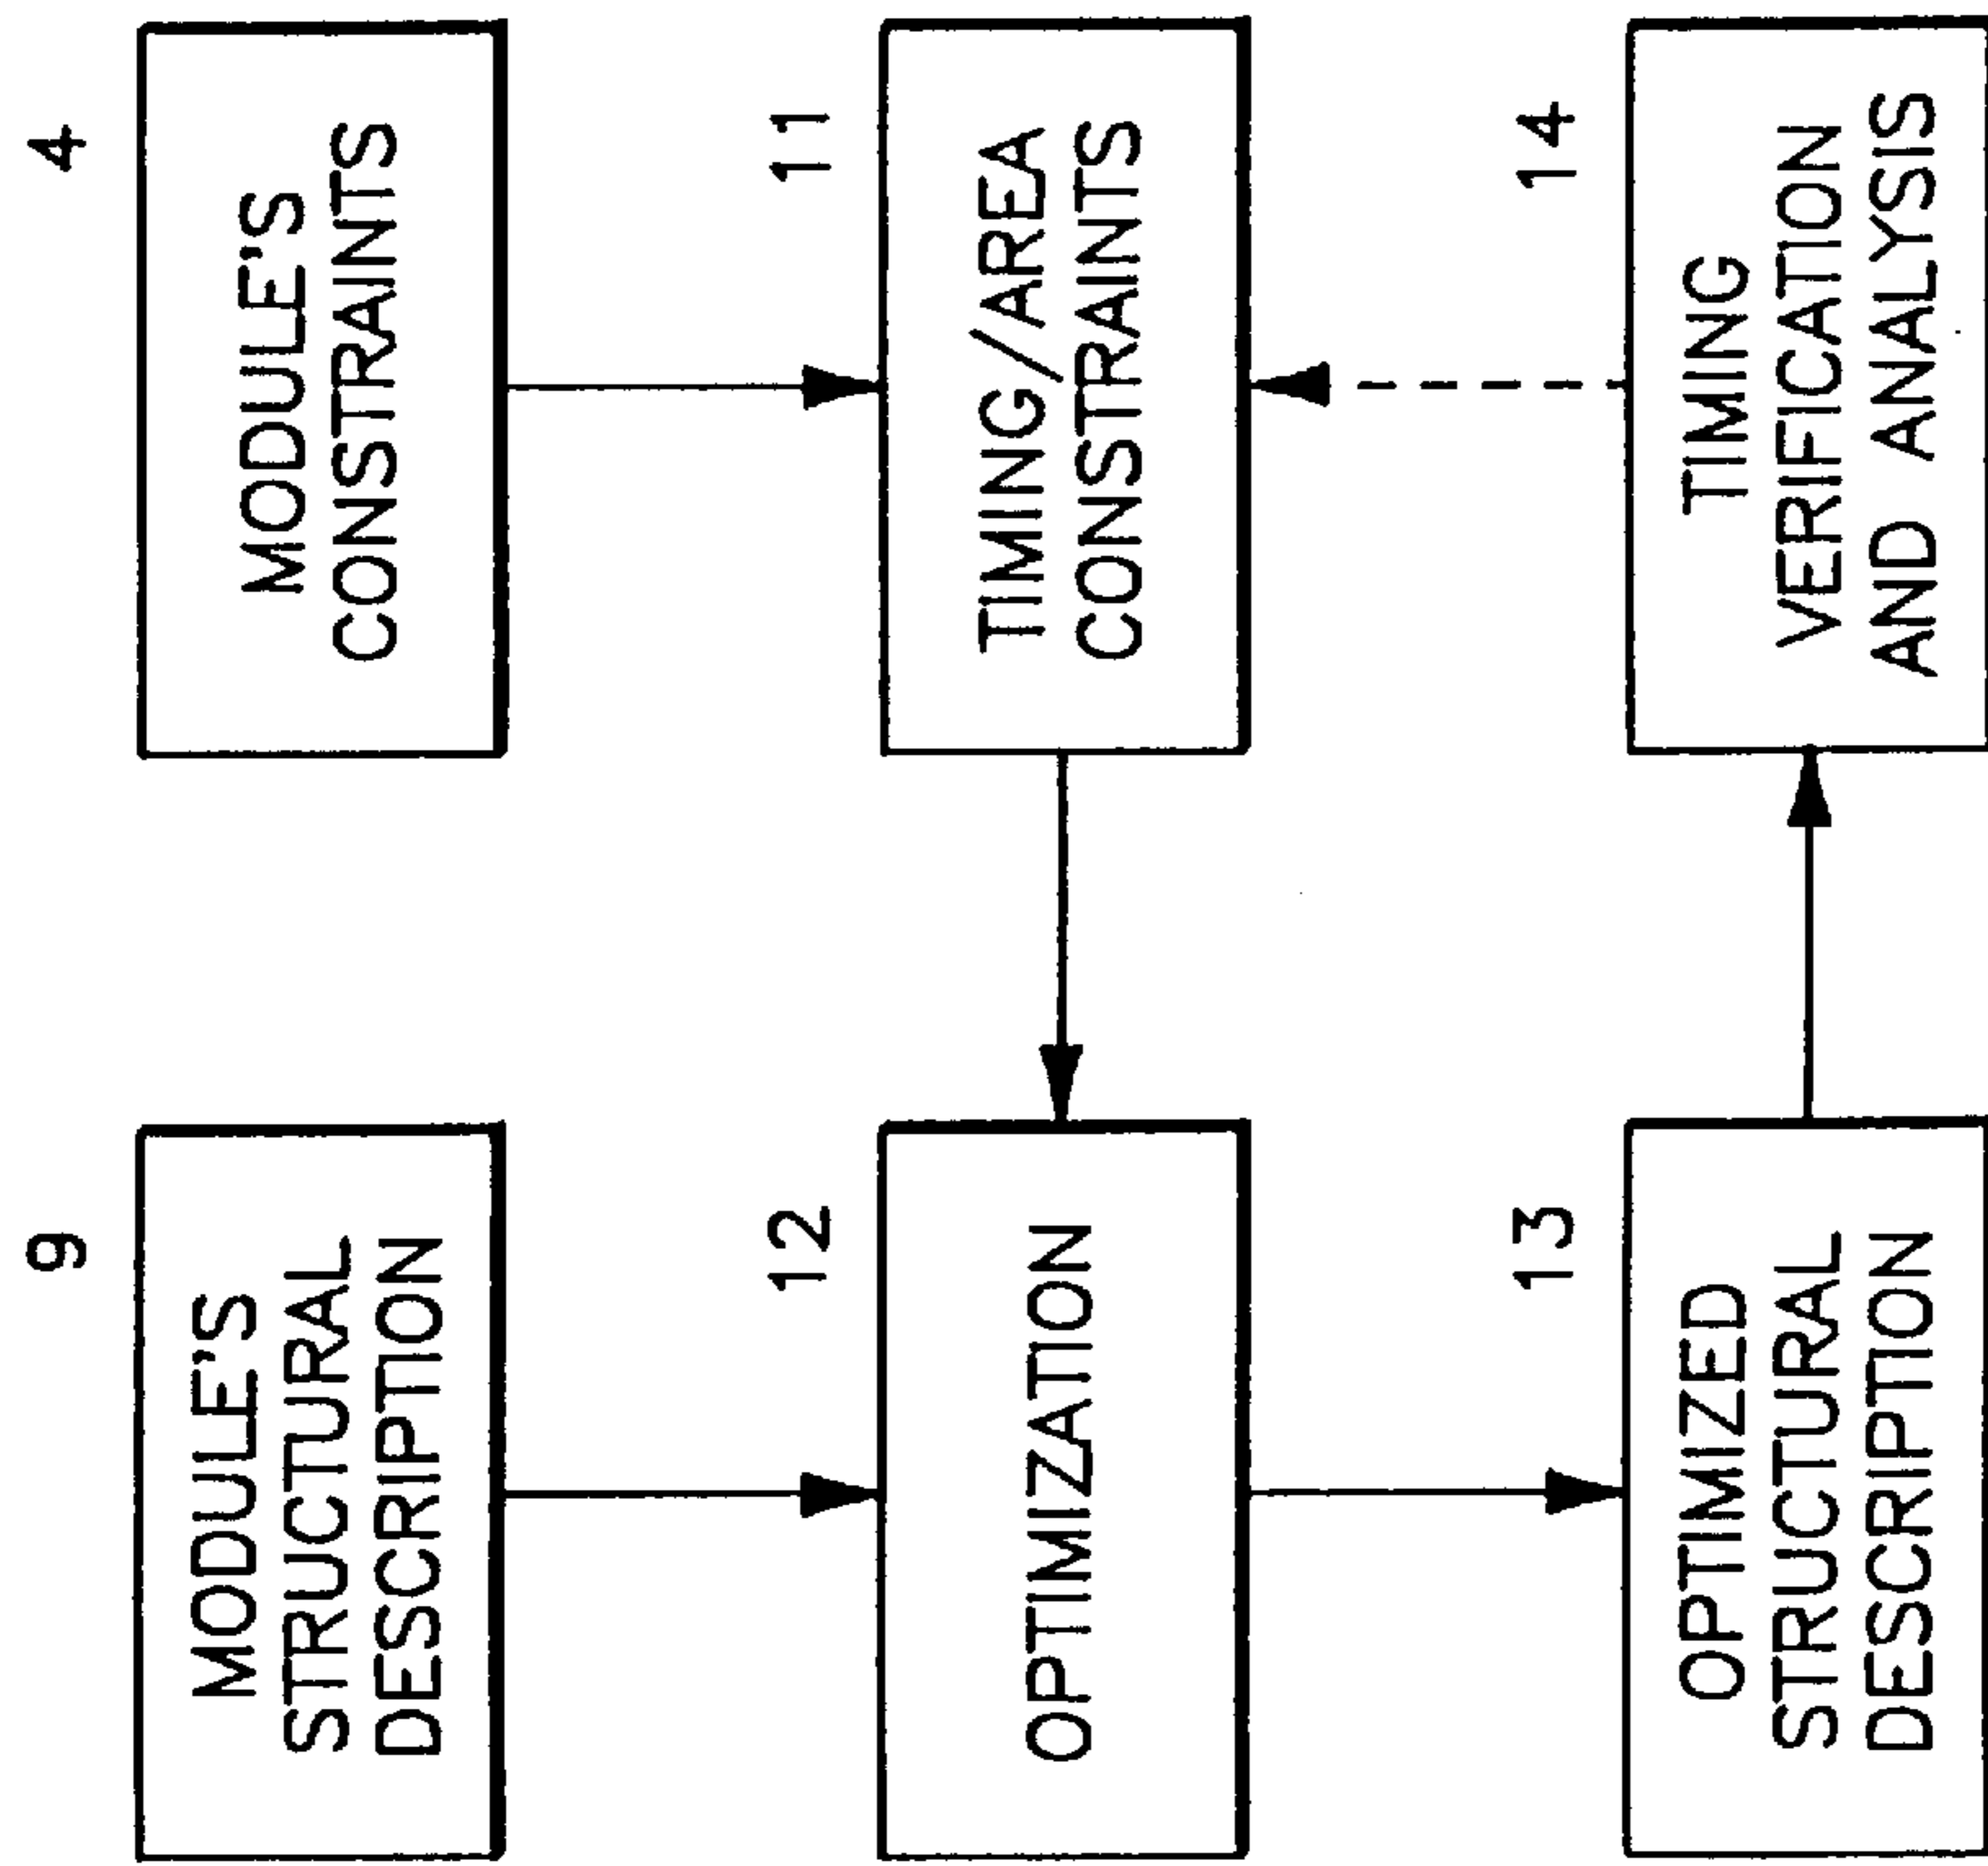 9
MODULE'S
STRUCTURAL
DESCRIPTION
4
MODULE'S
CONSTRAINTS
12
OPTIMIZATION
11
TIMING/AREA
CONSTRAINTS
13
OPTIMIZED
STRUCTURAL
DESCRIPTION
14
TIMING
VERIFICATION
AND ANALYSIS